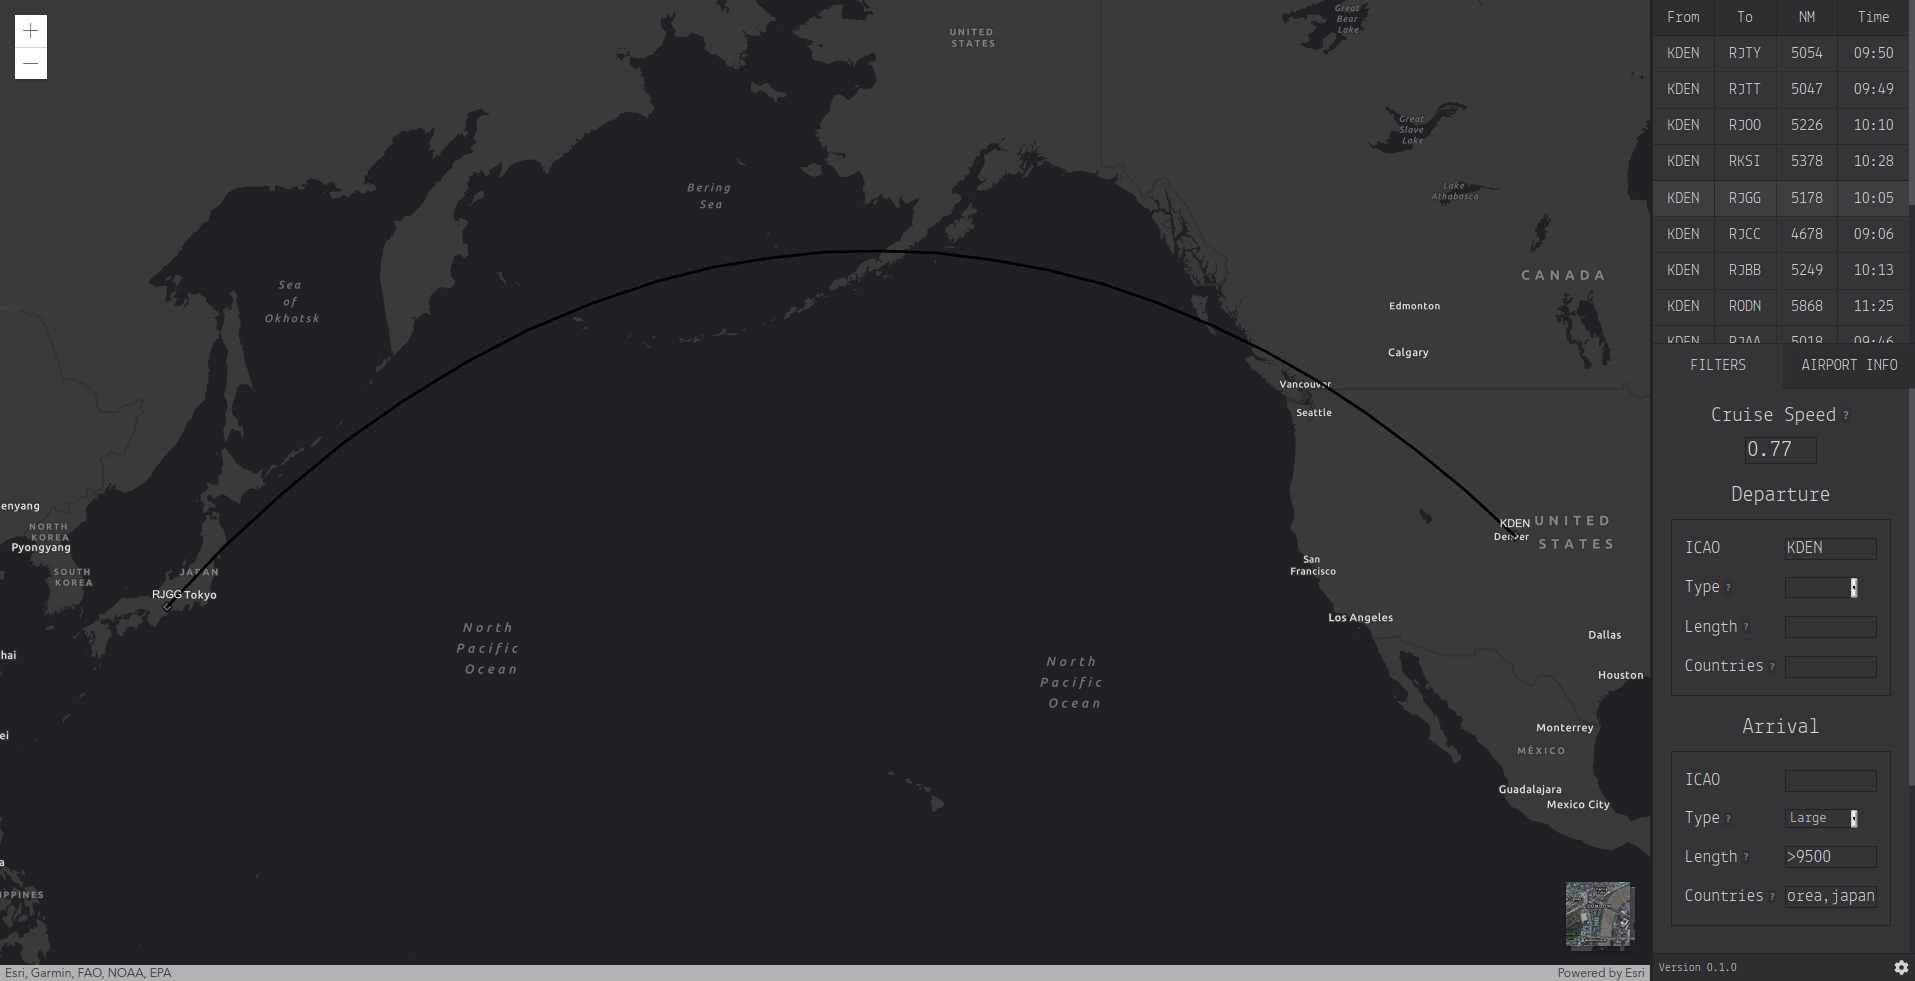 +
−
UNITED
STATES
Great
Bear
Lake
Great
Slave
Lake
Lake
Athabasca
Bering
Sea
Sea
of
Okhotsk
CANADA
Edmonton
Calgary
Vancouver
Seattle
enyang
NORTH
KOREA
Pyongyang
SOUTH
KOREA
JAPAN
RJGG Tokyo
KDEN
Denver
UNITED
STATES
San
Francisco
Los Angeles
Dallas
Houston
North
Pacific
Ocean
North
Pacific
Ocean
hai
ei
Monterrey
MÉXICO
Guadalajara
Mexico City
a
IPPINES
Esri, Garmin, FAO, NOAA, EPA
Powered by Esri
From To NM Time
KDEN RJTY 5054 09:50
KDEN RJTT 5047 09:49
KDEN RJOO 5226 10:10
KDEN RKSI 5378 10:28
KDEN RJGG 5178 10:05
KDEN RJCC 4678 09:06
KDEN RJBB 5249 10:13
KDEN RODN 5868 11:25
KDEN RJAA 5018 09:46
FILTERS AIRPORT INFO
Cruise Speed ?
0.77
Departure
ICAO KDEN
Type ?
Length ?
Countries ?
Arrival
ICAO
Type ? Large
Length ? >9500
Countries ? orea,japan
Version 0.1.0